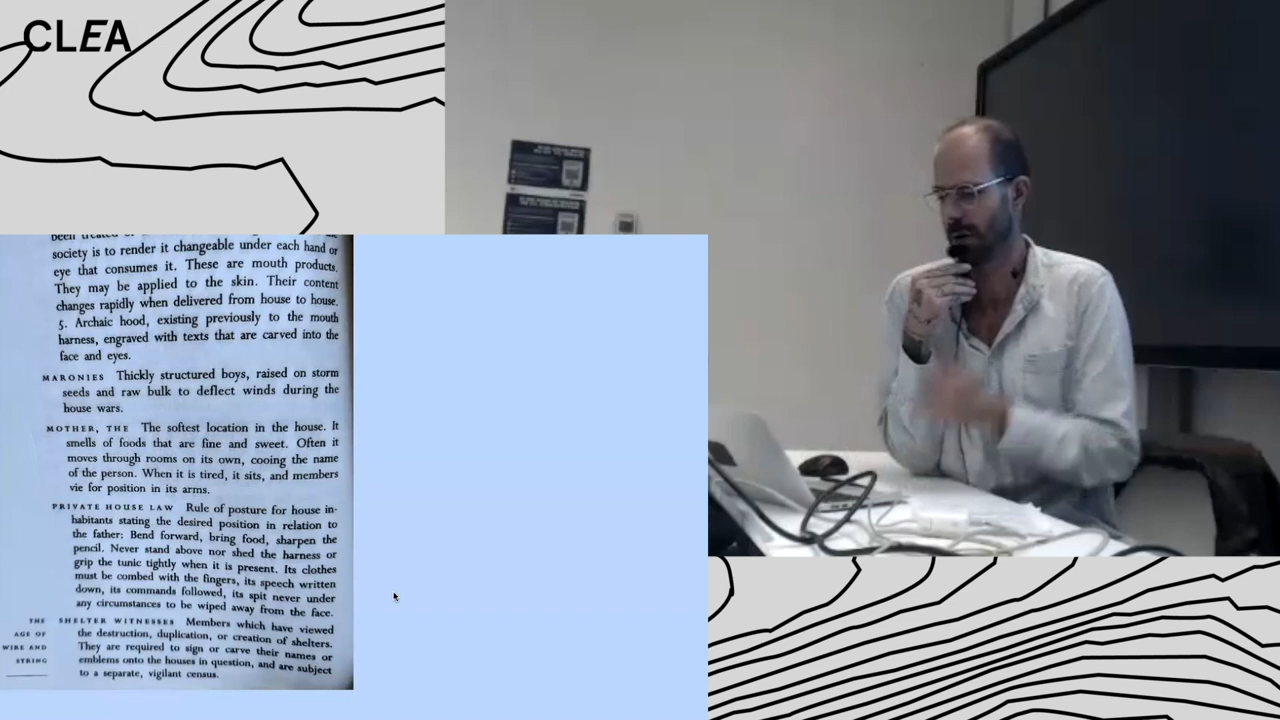 CLEA
society is to render it changeable under each hand or
eye that consumes it. These are mouth products.
They may be applied to the skin. Their content
changes rapidly when delivered from house to house.
5. Archaic hood, existing previously to the mouth
harness, engraved with texts that are carved into the
face and eyes.
MARONIES Thickly structured boys, raised on storm
seeds and raw bulk to deflect winds during the
house wars.
MOTHER, THE The softest location in the house. It
smells of foods that are fine and sweet. Often it
moves through rooms on its own, cooing the name
of the person. When it is tired, it sits, and members
vie for position in its arms.
PRIVATE HOUSE LAW Rule of posture for house in-
habitants stating the desired position in relation to
the father: Bend forward, bring food, sharpen the
pencil. Never stand above nor shed the harness or
grip the tunic tightly when it is present. Its clothes
must be combed with the fingers, its speech written
down, its commands followed, its spit never under
any circumstances to be wiped away from the face.
SHELTER WITNESSES Members which have viewed
the destruction, duplication, or creation of shelters.
They are required to sign or carve their names or
emblems onto the houses in question, and are subject
to a separate, vigilant census.
THE
AGE OF
WIRE AND
STRING